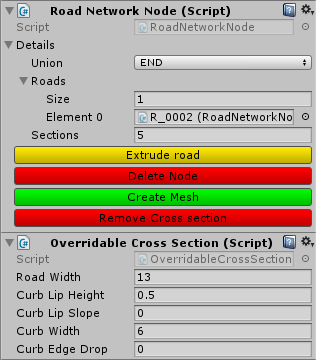 Road Network Node (Script)
Script RoadNetworkNode
Details
Union END
Roads
Size 1
Element 0 R_0002 (RoadNetworkNo
Sections 5
Extrude road
Delete Node
Create Mesh
Remove Cross section
Overridable Cross Section (Script)
Script OverridableCrossSection
Road Width 13
Curb Lip Height 0.5
Curb Lip Slope 0
Curb Width 6
Curb Edge Drop 0